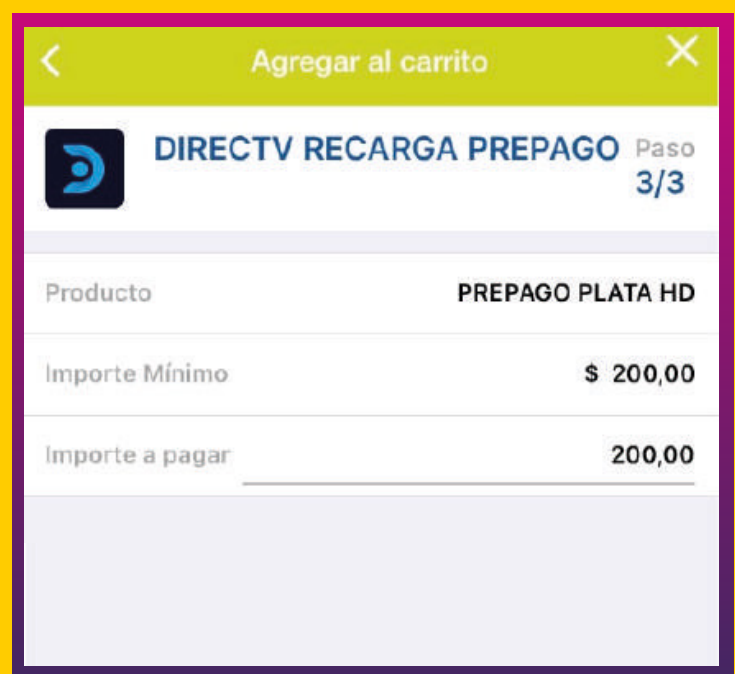 Agregar al carrito
DIRECTV RECARGA PREPAGO Paso
3/3
Producto PREPAGO PLATA HD
Importe Mínimo $ 200,00
Importe a pagar 200,00